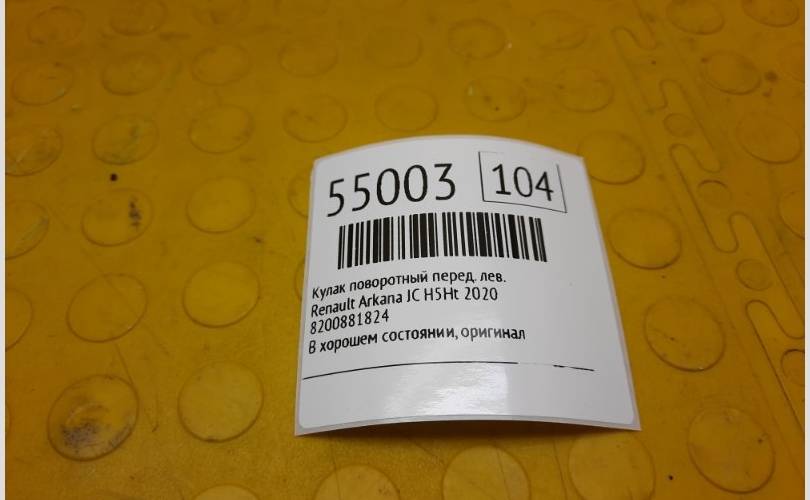 55003 104
Кулак поворотный перед. лев.
Renault Arkana JC H5Ht 2020
8200881824
В хорошем состоянии, оригинал